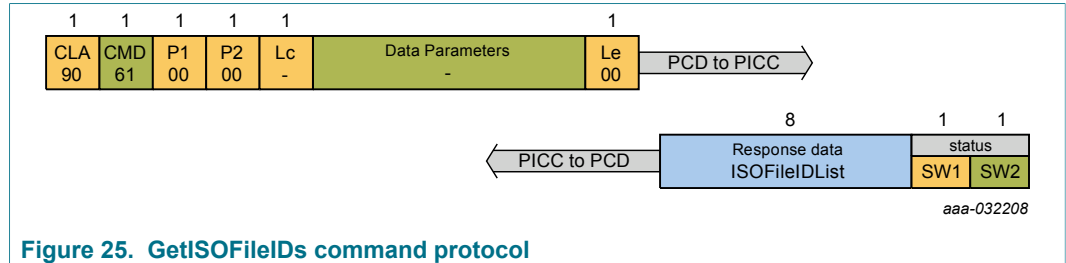 1 1 1 1 1 1
CLA CMD P1 P2 Lc Data Parameters Le
90 61 00 00 - - 00
PCD to PICC
8 1 1
PICC to PCD
Response data status
ISOFileIDList SW1 SW2
aaa-032208
Figure 25. GetISOFileIDs command protocol